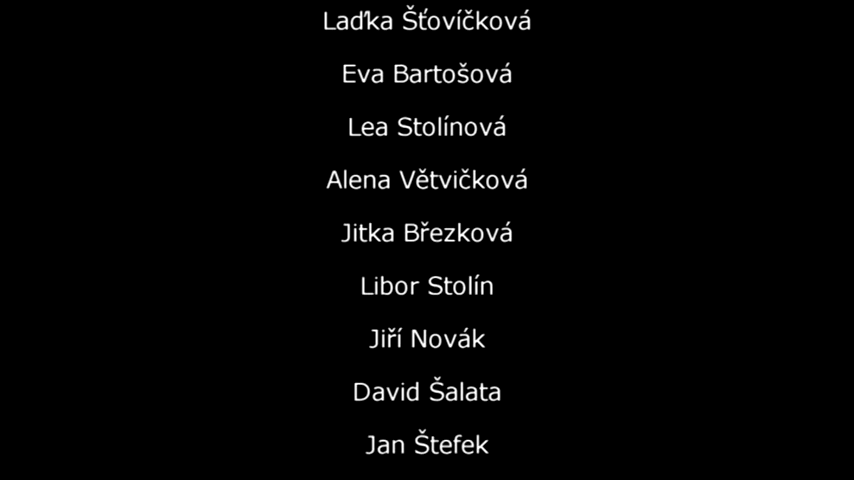 Laďka Šťovíčková
Eva Bartošová
Lea Stolínová
Alena Větvičková
Jitka Březková
Libor Stolín
Jiří Novák
David Šalata
Jan Štefek